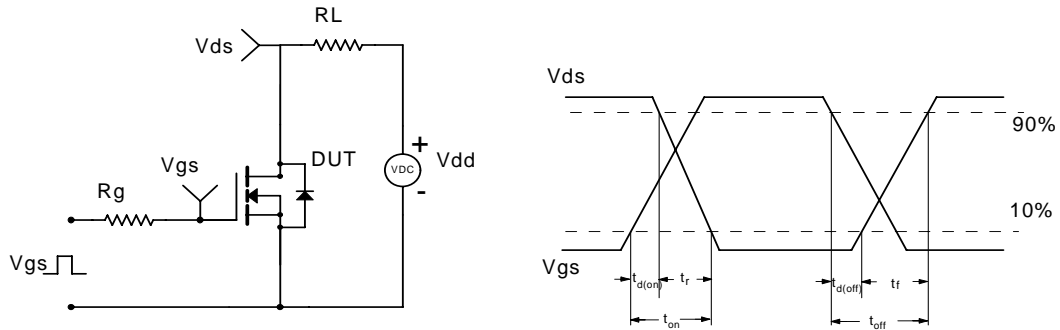 RL
Vds
Vgs
DUT
VDC
+
-
Vdd
Rg
Vgs
Vds
90%
10%
Vgs
td(on)
tr
td(off)
tf
ton
toff